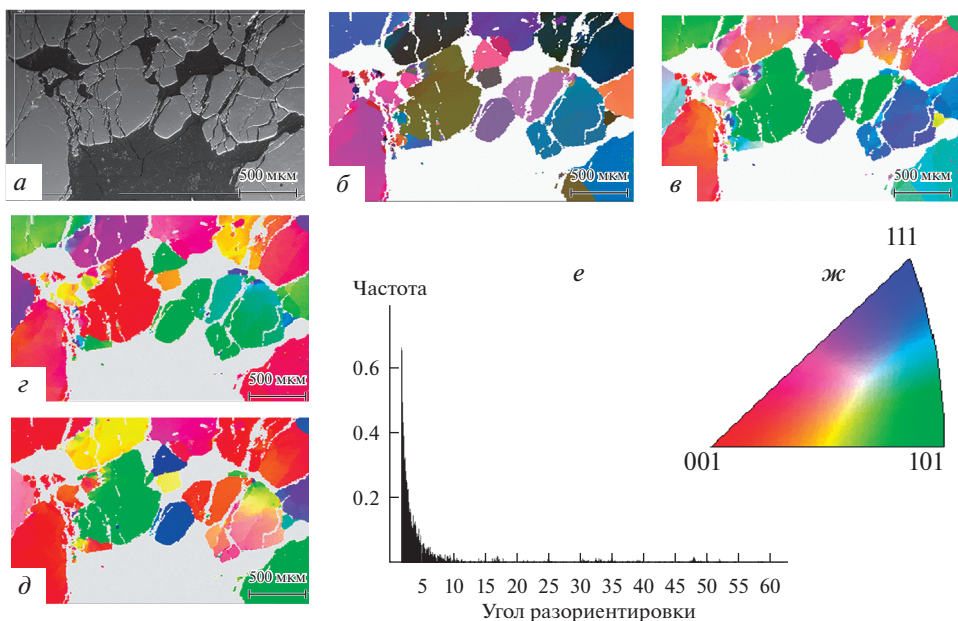 а
500 мкм
б
500 мкм
в
500 мкм
г
500 мкм
д
500 мкм
е
Частота
0.6
0.4
0.2
5 10 15 20 25 30 35 40 45 50 55 60
Угол разориентировки
ж
111
001
101